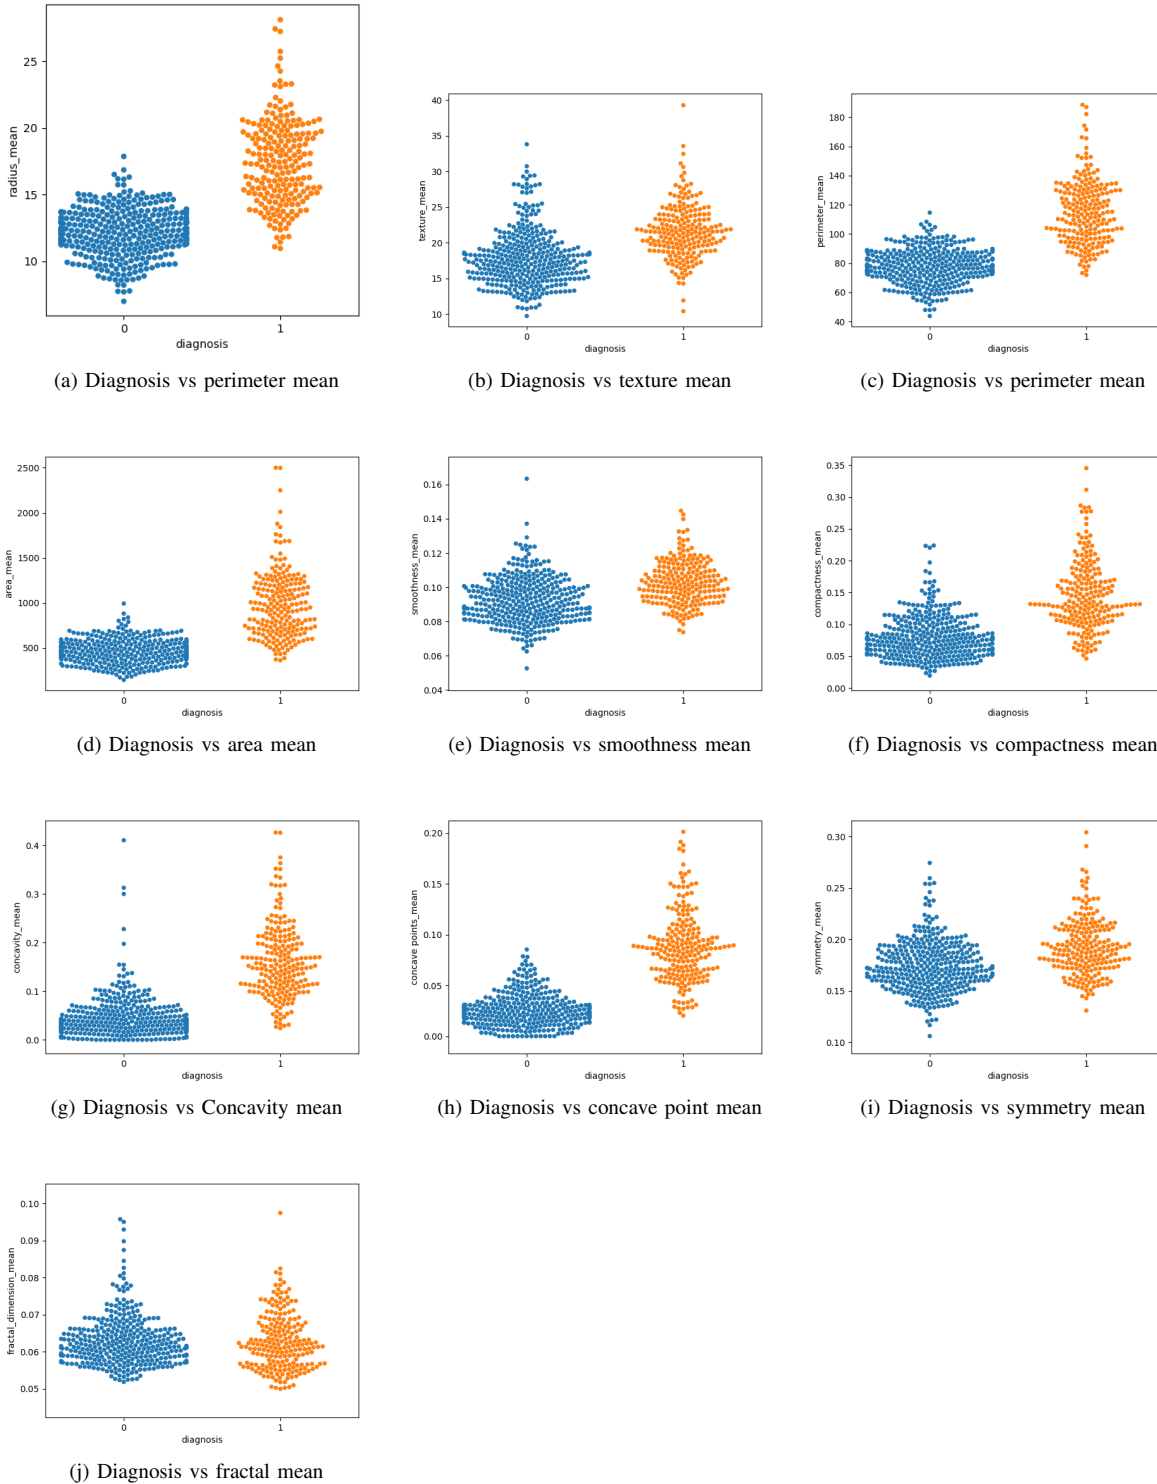 25
20
15
10
radius_mean
0
1
diagnosis
(a) Diagnosis vs perimeter mean
40
35
30
25
20
15
10
texture_mean
0
1
diagnosis
(b) Diagnosis vs texture mean
180
160
140
120
100
80
60
40
perimeter_mean
0
1
diagnosis
(c) Diagnosis vs perimeter mean
2500
2000
1500
1000
500
area_mean
0
1
diagnosis
(d) Diagnosis vs area mean
0.16
0.14
0.12
0.10
0.08
0.06
0.04
smoothness_mean
0
1
diagnosis
(e) Diagnosis vs smoothness mean
0.35
0.30
0.25
0.20
0.15
0.10
0.05
0.00
compactness_mean
0
1
diagnosis
(f) Diagnosis vs compactness mean
0.4
0.3
0.2
0.1
0.0
concavity_mean
0
1
diagnosis
(g) Diagnosis vs Concavity mean
0.20
0.15
0.10
0.05
0.00
concave points_mean
0
1
diagnosis
(h) Diagnosis vs concave point mean
0.30
0.25
0.20
0.15
0.10
symmetry_mean
0
1
diagnosis
(i) Diagnosis vs symmetry mean
0.10
0.09
0.08
0.07
0.06
0.05
fractal_dimension_mean
0
1
diagnosis
(j) Diagnosis vs fractal mean